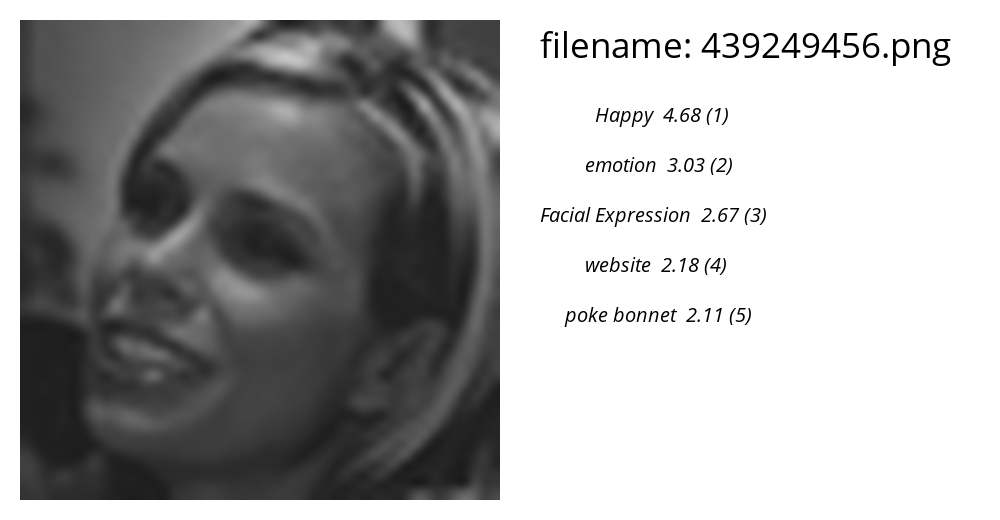 filename: 439249456.png
Happy 4.68 (1)
emotion 3.03 (2)
Facial Expression 2.67 (3)
website 2.18 (4)
poke bonnet 2.11 (5)